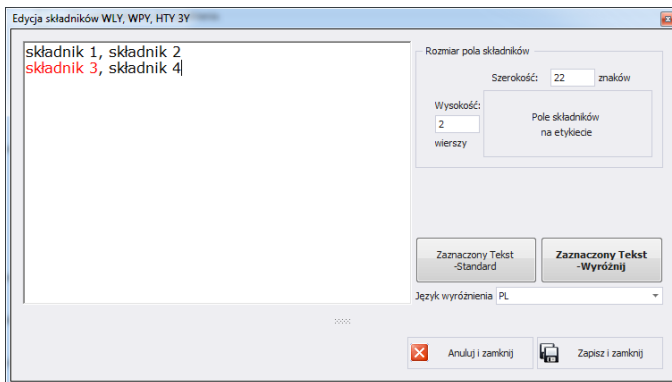 Edycja składników WLY, WPY, HTY 3Y
składnik 1, składnik 2
składnik 3, składnik 4
Rozmiar pola składników
Szerokość: 22 znaków
Wysokość:
2
wierszy
Pole składników
na etykiecie
Zaznaczony Tekst
-Standard
Zaznaczony Tekst
-Wyróżnij
Język wyróżnienia PL
Anuluj i zamknij
Zapisz i zamknij